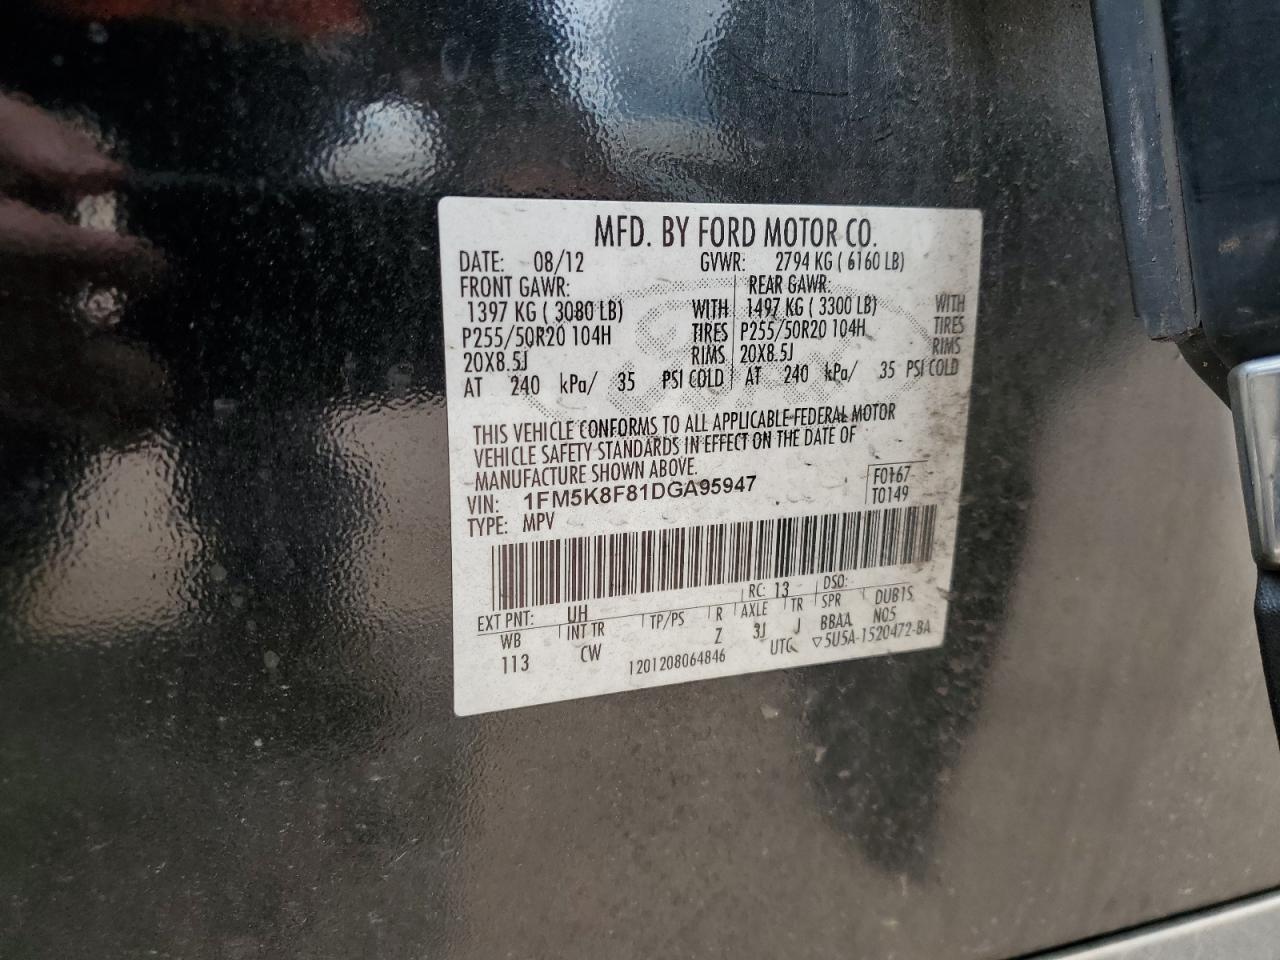 MFD. BY FORD MOTOR CO.
DATE: 08/12 GVWR: 2794 KG ( 6160 LB)
FRONT GAWR: REAR GAWR:
1397 KG ( 3080 LB) WITH 1497 KG ( 3300 LB) WITH
P255/50R20 104H TIRES P255/50R20 104H TIRES
20X8.5J RIMS 20X8.5J RIMS
AT 240 kPa/ 35 PSI COLD AT 240 kPa/ 35 PSI COLD
THIS VEHICLE CONFORMS TO ALL APPLICABLE FEDERAL MOTOR
VEHICLE SAFETY STANDARDS IN EFFECT ON THE DATE OF
MANUFACTURE SHOWN ABOVE.
VIN: 1FM5K8F81DGA95947 F0167
TYPE: MPV T0149
EXT PNT: UH RC: 13 DSO:
WB INT TR TP/PS R AXLE TR SPR DUB1S
113 CW Z 3J J BBAA N05
1201208064846 UTC ▽5U5A-1520472-BA